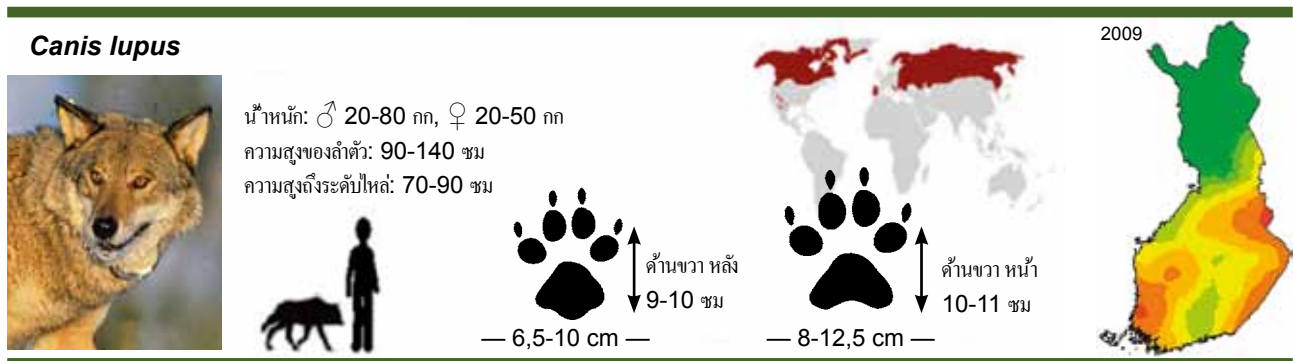 Canis lupus
น้ำหนัก: ♂ 20-80 กก, ♀ 20-50 กก
ความสูงของลำตัว: 90-140 ซม
ความสูงถึงระดับไหล่: 70-90 ซม
ด้านขวา หลัง
9-10 ซม
— 6,5-10 cm —
ด้านขวา หน้า
10-11 ซม
— 8-12,5 cm —
2009